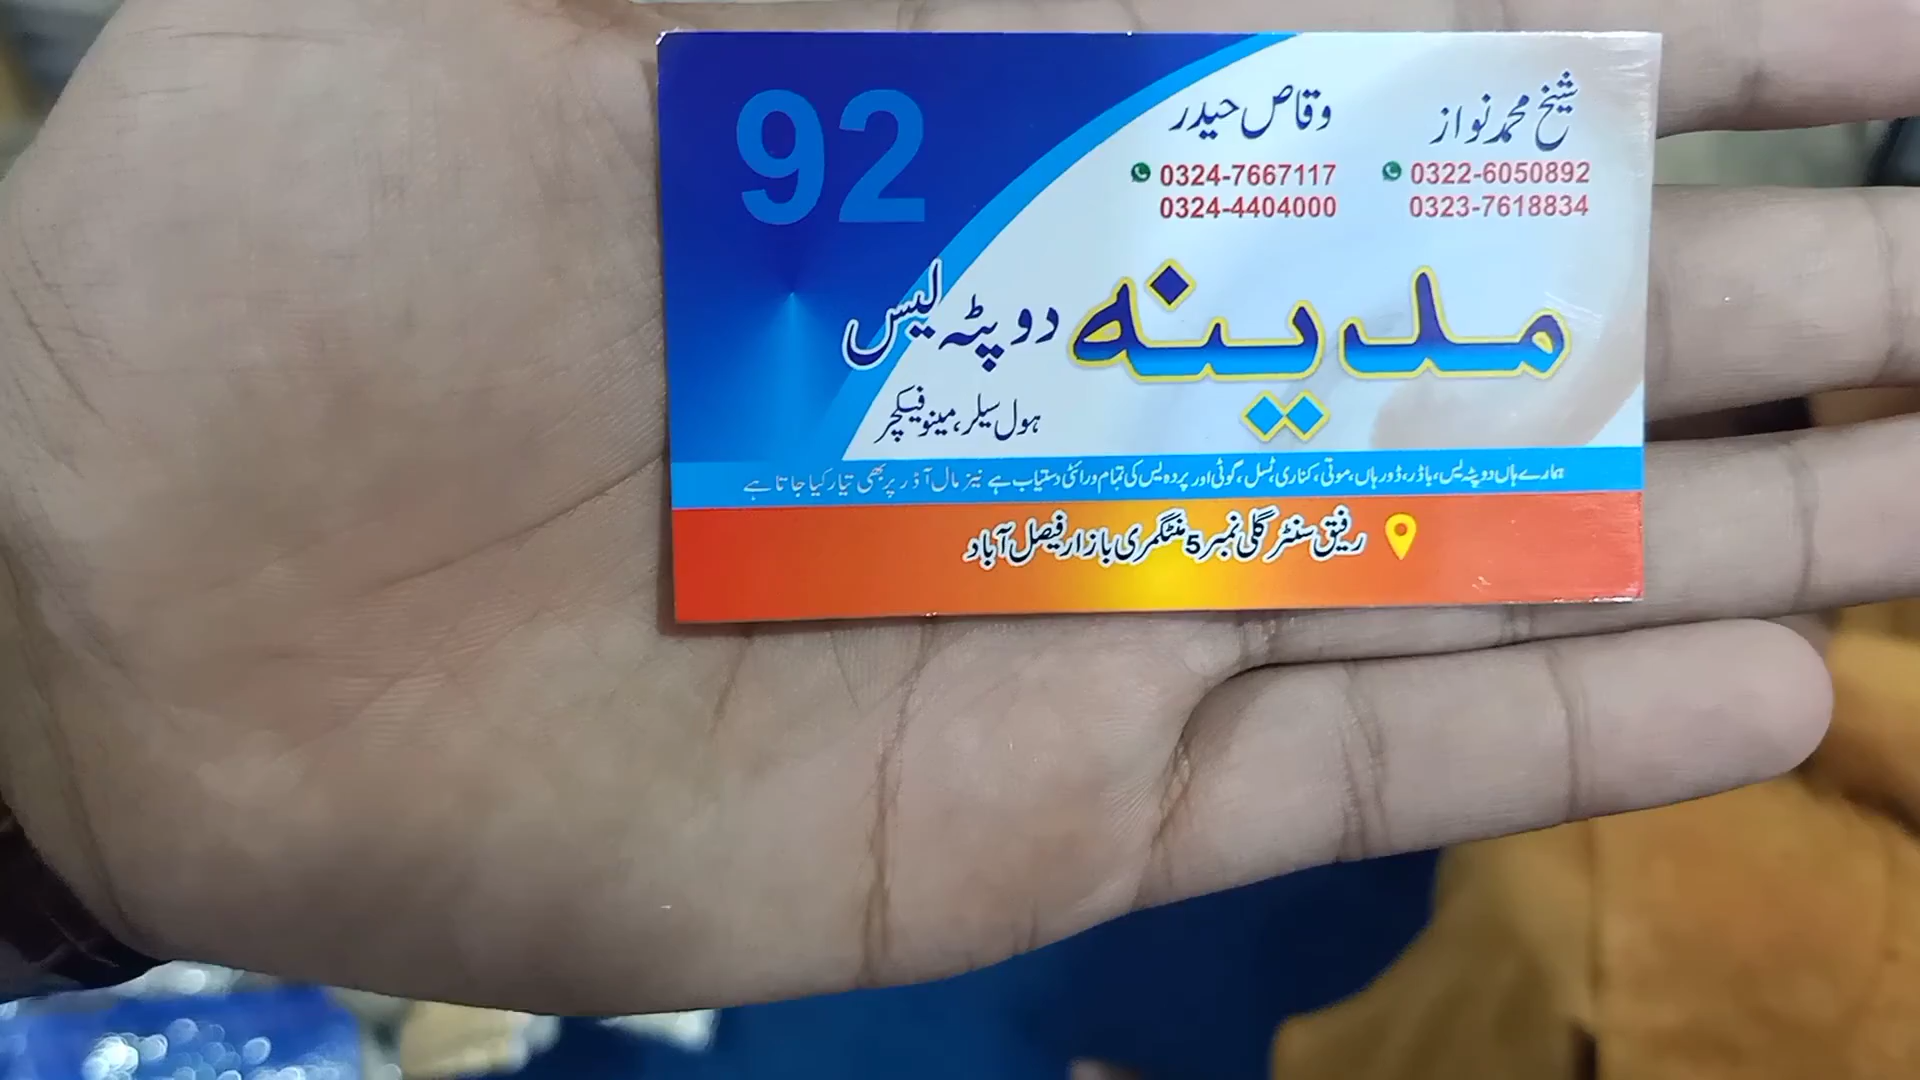 92
شیخ محمد نواز
0322-6050892
0323-7618834
وقاص حیدر
0324-7667117
0324-4404000
مدینہ دوپٹہ لیس
ہول سیلر، مینوفیکچر
ہمارے ہاں دوپٹہ لیس، باڈر، ڈورہاں، موتی، کناری، ٹسل، گوٹی اور پردہ لیس کی تمام ورائٹی دستیاب ہے نیز مال آڈر پر بھی تیار کیا جاتا ہے
رفیق سنٹر گلی نمبر 5 منٹگمری بازار فیصل آباد